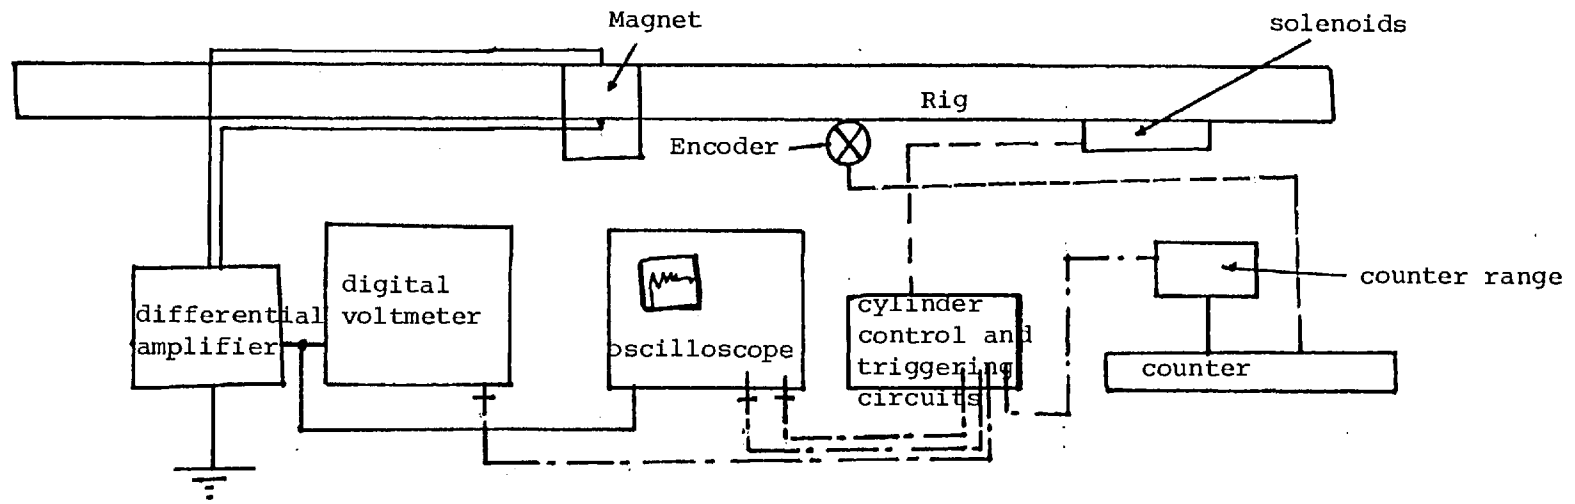 Magnet
solenoids
Rig
Encoder
digital
voltmeter
differential
amplifier
oscilloscope
cylinder
control and
triggering
circuits
counter range
counter